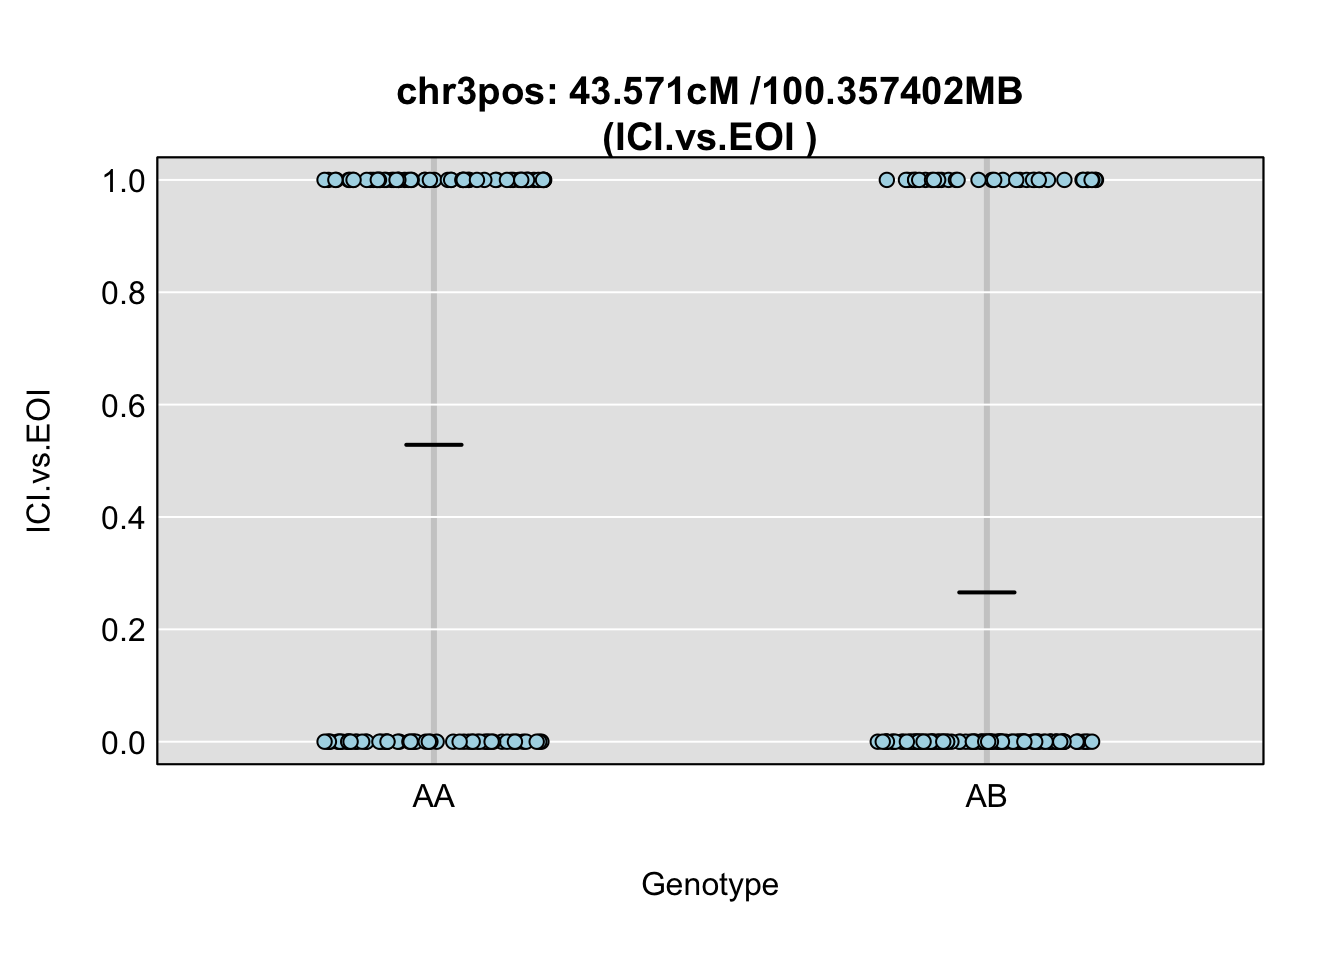 chr3pos: 43.571cM /100.357402MB
(ICI.vs.EOI )
1.0
0.8
0.6
0.4
0.2
0.0
ICI.vs.EOI
AA
AB
Genotype